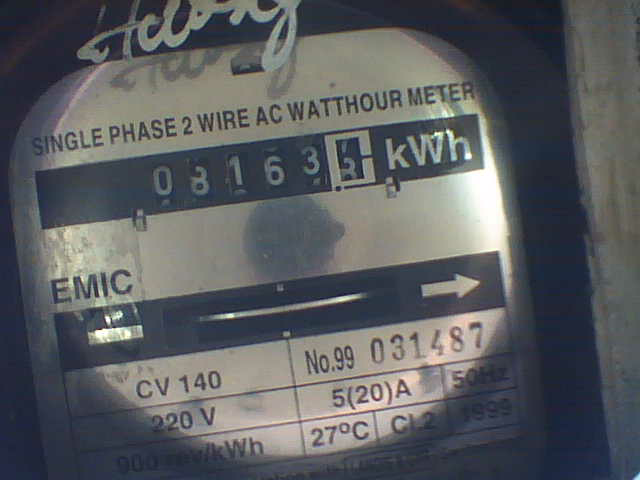 SINGLE PHASE 2 WIRE AC WATTHOUR METER
0 8 1 6 3 kWh
EMIC
CV 140 No.99 031487
220 V 5(20)A 50Hz
900 rev/kWh 27°C Cl.2 1999